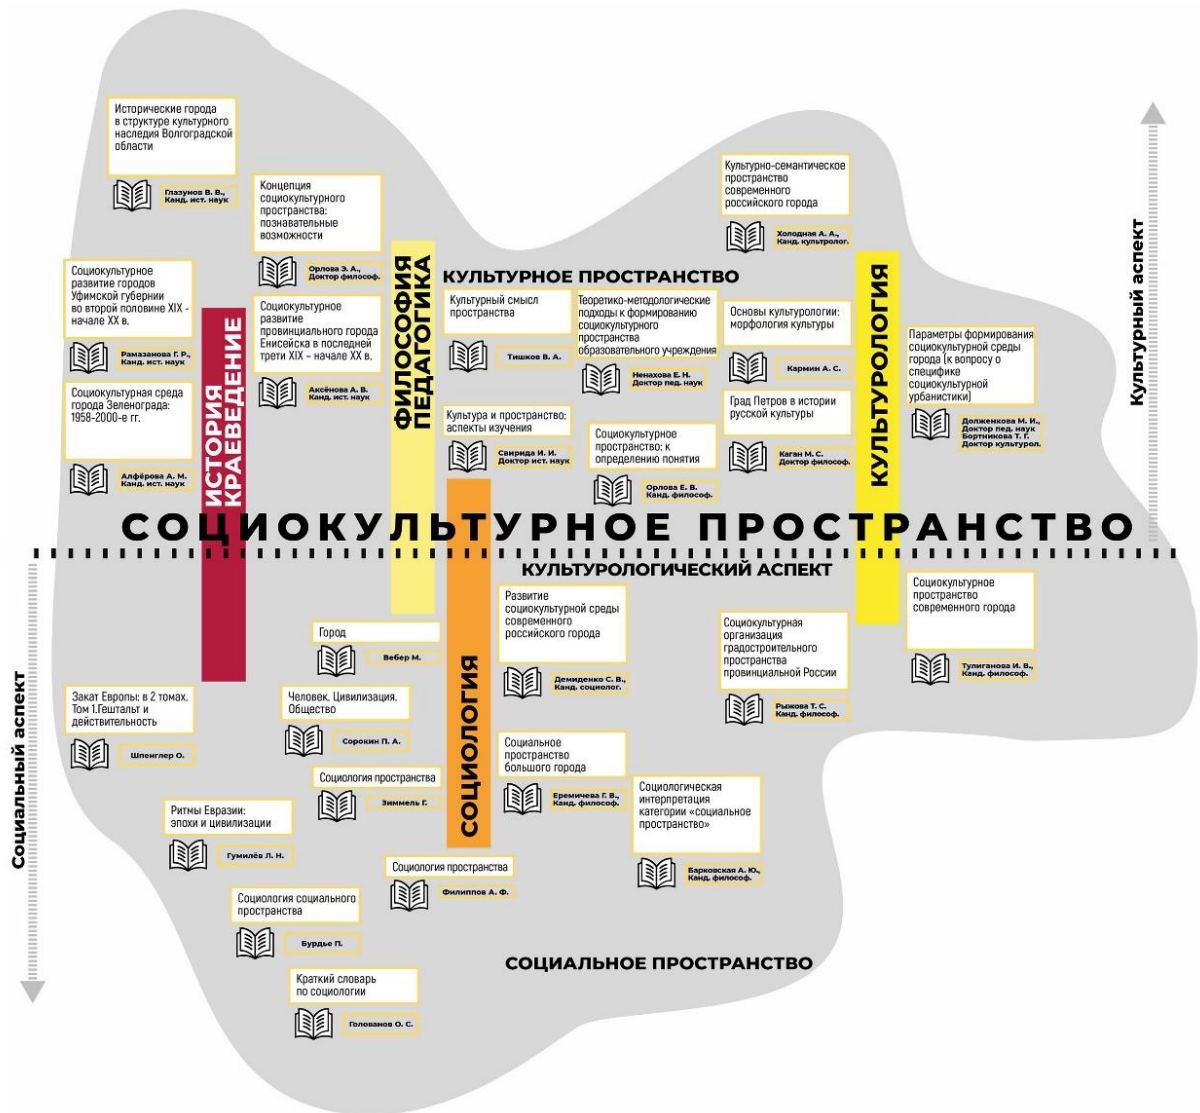 Исторические города
в структуре культурного
наследия Волгоградской
области
Глазунов В. В.,
Канд. ист. наук
Концепция
социокультурного
пространства:
познавательные
возможности
Орлова Э. А.,
Доктор философ.
Культурно-семантическое
пространство
современного
российского города
Холодная А. А.,
Канд. культролог.
Культурный аспект
Социокультурное
развитие городов
Уфимской губернии
во второй половине XIX -
начале XX в.
Рамазанова Г. Р.,
Канд. ист. наук
Социокультурная среда
города Зеленограда:
1958-2000-е гг.
Алфёрова А. М.
Канд. ист. наук
ИСТОРИЯ
КРАЕВЕДЕНИЕ
Социокультурное
развитие
провинциального города
Енисейска в последней
трети XIX – начале XX в.
Аксёнова А. В.
Канд. ист. наук
ФИЛОСОФИЯ
ПЕДАГОГИКА
КУЛЬТУРНОЕ ПРОСТРАНСТВО
Культурный смысл
пространства
Тишков В. А.
Теоретико-методологические
подходы к формированию
социокультурного
пространства
образовательного учреждения
Ненахова Е. Н.
Доктор пед. наук
Основы культурологии:
морфология культуры
Кармин А. С.
Культура и пространство:
аспекты изучения
Свирида И. И.
Доктор ист. наук
Социокультурное
пространство: к
определению понятия
Орлова Е. В.
Канд. философ.
Град Петров в истории
русской культуры
Каган М. С.
Доктор философ.
КУЛЬТУРОЛОГИЯ
Параметры формирования
социокультурной среды
города (к вопросу о
специфике
социокультурной
урбанистики)
Долженкова М. И.,
Доктор пед. наук
Бортникова Т. Г.
Доктор культурол.
СОЦИОКУЛЬТУРНОЕ ПРОСТРАНСТВО
КУЛЬТУРОЛОГИЧЕСКИЙ АСПЕКТ
Социальный аспект
Город
Вебер М.
Закат Европы: в 2 томах.
Том 1.Гештальт и
действительность
Шпенглер О.
Человек. Цивилизация.
Общество
Сорокин П. А.
Социология пространства
Зиммель Г.
Ритмы Евразии:
эпохи и цивилизации
Гумилёв Л. Н.
Социология пространства
Филиппов А. Ф.
Социология социального
пространства
Бурдье П.
Краткий словарь
по социологии
Голованов О. С.
СОЦИОЛОГИЯ
Развитие
социокультурной среды
современного
российского города
Демиденко С. В.,
Канд. социолог.
Социальное
пространство
большого города
Еремичева Г. В.,
Канд. философ.
Социологическая
интерпретация
категории «социальное
пространство»
Барковская А. Ю.,
Канд. философ.
Социокультурная
организация
градостроительного
пространства
провинциальной России
Рыжова Т. С.
Канд. философ.
Социокультурное
пространство
современного города
Тулиганова И. В.,
Канд. философ.
СОЦИАЛЬНОЕ ПРОСТРАНСТВО